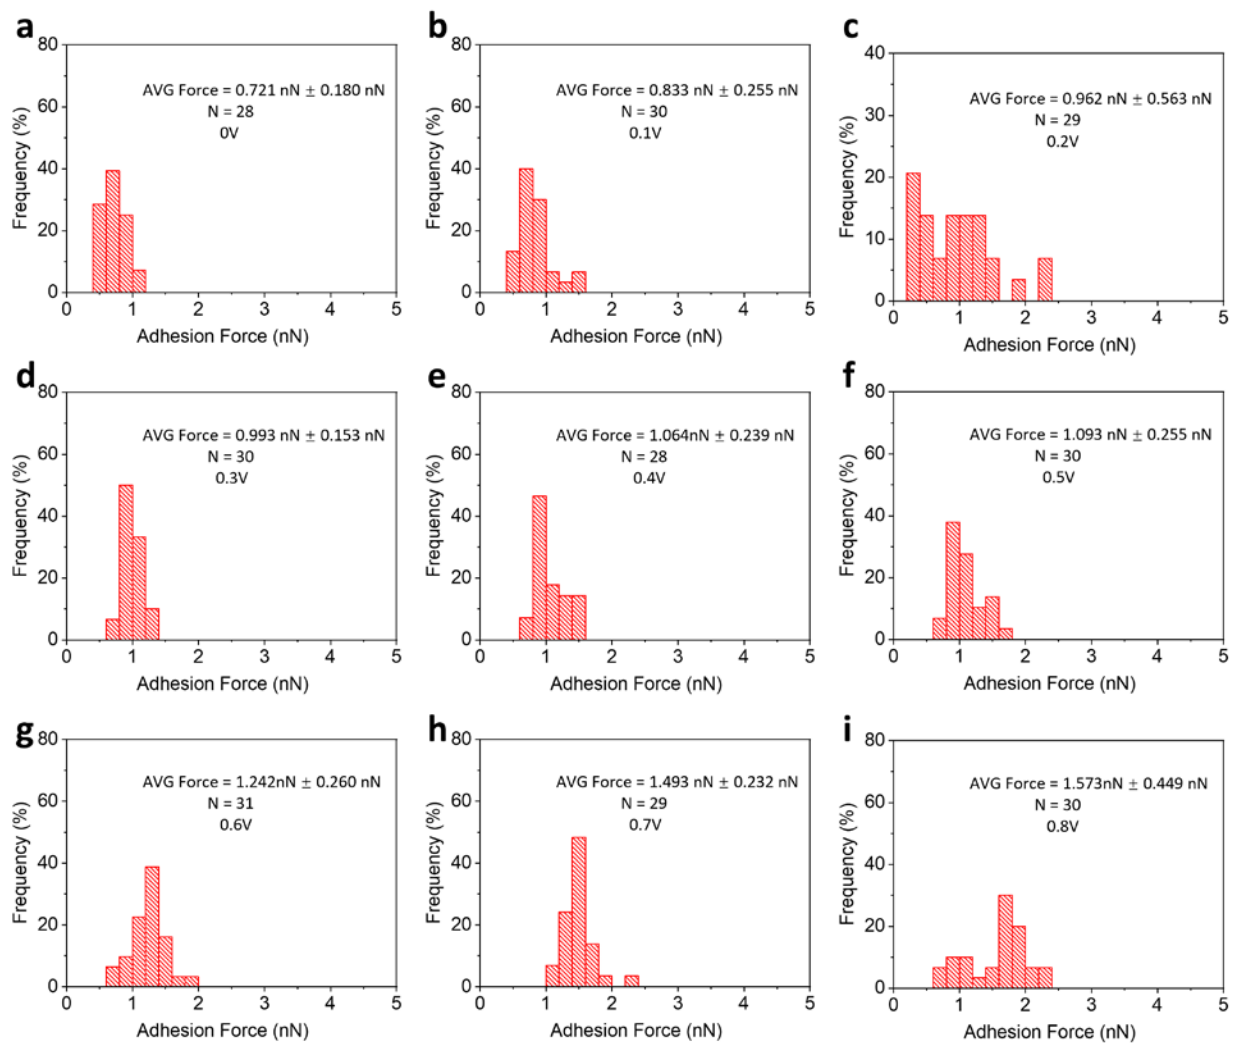 a
80
60
40
20
0
Frequency (%)
AVG Force = 0.721 nN ± 0.180 nN
N = 28
0V
0 1 2 3 4 5
Adhesion Force (nN)
b
80
60
40
20
0
Frequency (%)
AVG Force = 0.833 nN ± 0.255 nN
N = 30
0.1V
0 1 2 3 4 5
Adhesion Force (nN)
c
40
30
20
10
0
Frequency (%)
AVG Force = 0.962 nN ± 0.563 nN
N = 29
0.2V
0 1 2 3 4 5
Adhesion Force (nN)
d
80
60
40
20
0
Frequency (%)
AVG Force = 0.993 nN ± 0.153 nN
N = 30
0.3V
0 1 2 3 4 5
Adhesion Force (nN)
e
80
60
40
20
0
Frequency (%)
AVG Force = 1.064nN ± 0.239 nN
N = 28
0.4V
0 1 2 3 4 5
Adhesion Force (nN)
f
80
60
40
20
0
Frequency (%)
AVG Force = 1.093 nN ± 0.255 nN
N = 30
0.5V
0 1 2 3 4 5
Adhesion Force (nN)
g
80
60
40
20
0
Frequency (%)
AVG Force = 1.242nN ± 0.260 nN
N = 31
0.6V
0 1 2 3 4 5
Adhesion Force (nN)
h
80
60
40
20
0
Frequency (%)
AVG Force = 1.493 nN ± 0.232 nN
N = 29
0.7V
0 1 2 3 4 5
Adhesion Force (nN)
i
80
60
40
20
0
Frequency (%)
AVG Force = 1.573nN ± 0.449 nN
N = 30
0.8V
0 1 2 3 4 5
Adhesion Force (nN)